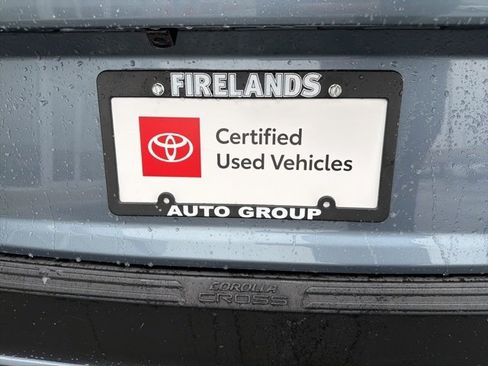 FIRELANDS
Certified
Used Vehicles
AUTO GROUP
COROLLA
CROSS